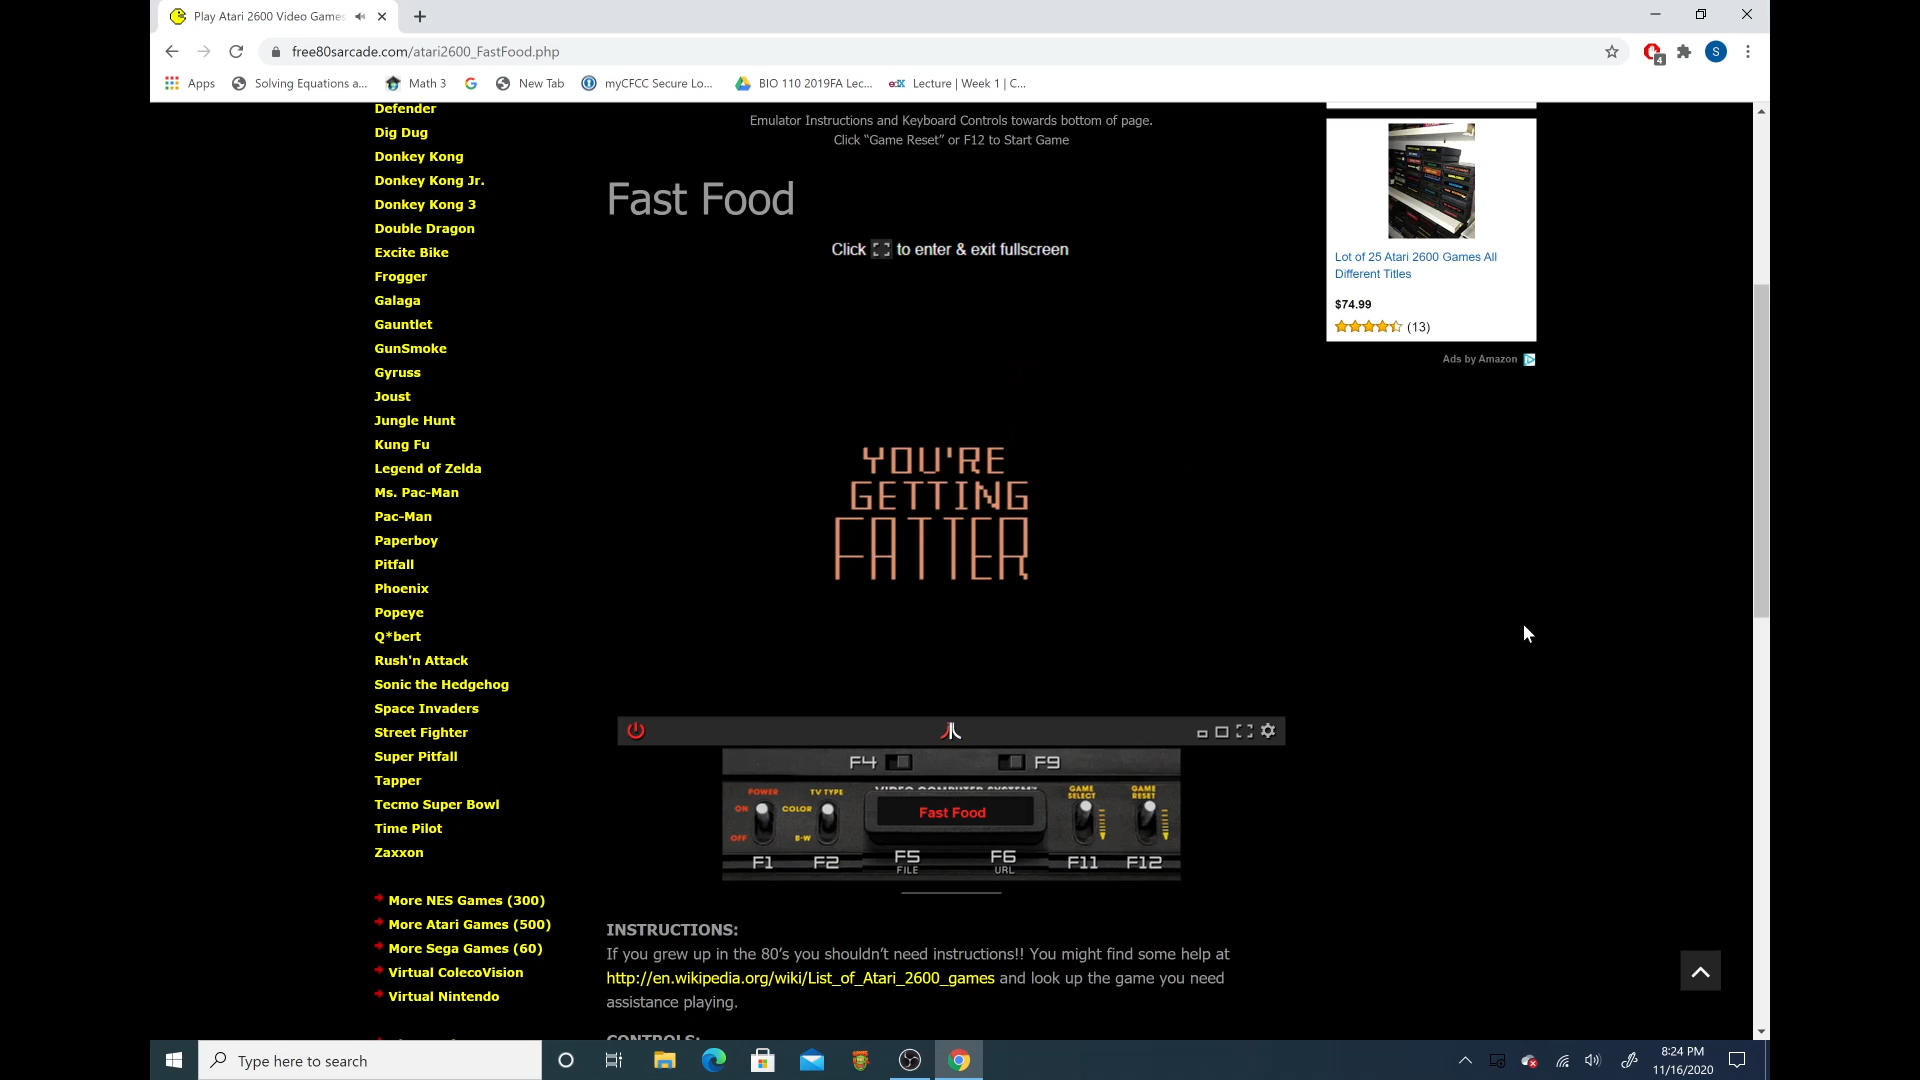 Play Atari 2600 Video Games
free80sarcade.com/atari2600_FastFood.php
S
4
Apps
Solving Equations a...
Math 3
New Tab
myCFCC Secure Lo...
BIO 110 2019FA Lec...
edX
Lecture | Week 1 | C...
Defender
Dig Dug
Donkey Kong
Donkey Kong Jr.
Donkey Kong 3
Double Dragon
Excite Bike
Frogger
Galaga
Gauntlet
GunSmoke
Gyruss
Joust
Jungle Hunt
Kung Fu
Legend of Zelda
Ms. Pac-Man
Pac-Man
Paperboy
Pitfall
Phoenix
Popeye
Q*bert
Rush'n Attack
Sonic the Hedgehog
Space Invaders
Street Fighter
Super Pitfall
Tapper
Tecmo Super Bowl
Time Pilot
Zaxxon
More NES Games (300)
More Atari Games (500)
More Sega Games (60)
Virtual ColecoVision
Virtual Nintendo
Emulator Instructions and Keyboard Controls towards bottom of page.
Click “Game Reset” or F12 to Start Game
Fast Food
Click to enter & exit fullscreen
YOU'RE
GETTING
FATTER
F4 F9
POWER
ON
OFF
F1
TV TYPE
COLOR
B-W
F2
VIDEO COMPUTER SYSTEM
Fast Food
F5
FILE
F6
URL
GAME
SELECT
F11
GAME
RESET
F12
INSTRUCTIONS:
If you grew up in the 80’s you shouldn’t need instructions!! You might find some help at
http://en.wikipedia.org/wiki/List_of_Atari_2600_games and look up the game you need
assistance playing.
CONTROLS:
Lot of 25 Atari 2600 Games All
Different Titles
$74.99
(13)
Ads by Amazon
Type here to search
8:24 PM
11/16/2020